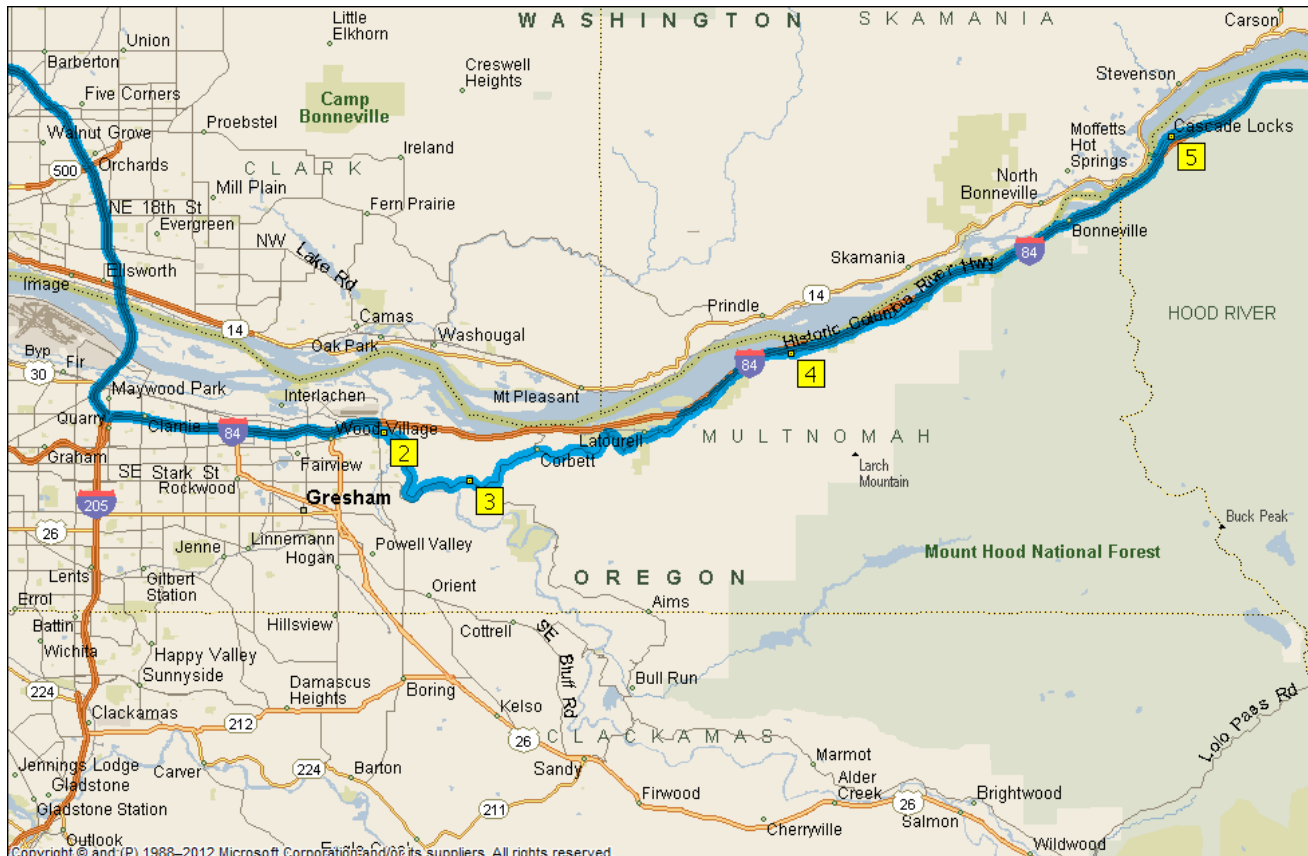 WASHINGTON
SKAMANIA
Carson
Little
Elkhorn
Union
Barberton
Creswell
Heights
Stevenson
Five Corners
Camp
Bonneville
Proebstel
Walnut Grove
Moffetts
Hot
Springs
Cascade Locks
5
500
Orchards
CLARK
Ireland
Mill Plain
North
Bonneville
NE 18th St
Evergreen
Fern Prairie
Bonneville
NW
Lake Rd
84
Skamania
Ellsworth
Image
14
Prindle
Historic Columbia River Hwy
HOOD RIVER
Camas
Washougal
14
Oak Park
Byp
30
Fir
Maywood Park
84
4
Interlachen
Mt Pleasant
Quarry
Clarnie
84
Wood Village
2
Latourell
MULTNOMAH
Graham
Fairview
Corbett
SE Stark St
Rockwood
Larch
Mountain
3
205
Gresham
26
Buck Peak
Linnemann
Jenne
Hogan
Powell Valley
Mount Hood National Forest
Lents
Gilbert
Station
Orient
OREGON
Errol
Aims
Battin
Hillsview
Cottrell
SE Bluff Rd
Wichita
Happy Valley
Sunnyside
Damascus
Heights
Boring
Bull Run
224
Clackamas
212
Kelso
26
CLACKAMAS
Lolo Pass Rd
Marmot
Jennings Lodge
Carver
224
Barton
Sandy
Alder
Creek
Gladstone
Gladstone Station
211
Firwood
26
Brightwood
Salmon
Cherryville
Outlook
Wildwood
Copyright © and (P) 1988–2012 Microsoft Corporation and/or its suppliers. All rights reserved.